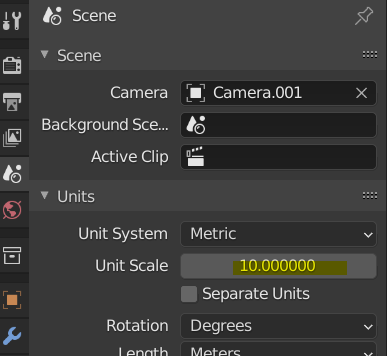 Scene
Scene
Camera
Camera.001
Background Sce...
Active Clip
Units
Unit System
Metric
Unit Scale
10.000000
Separate Units
Rotation
Degrees
Length
Meters